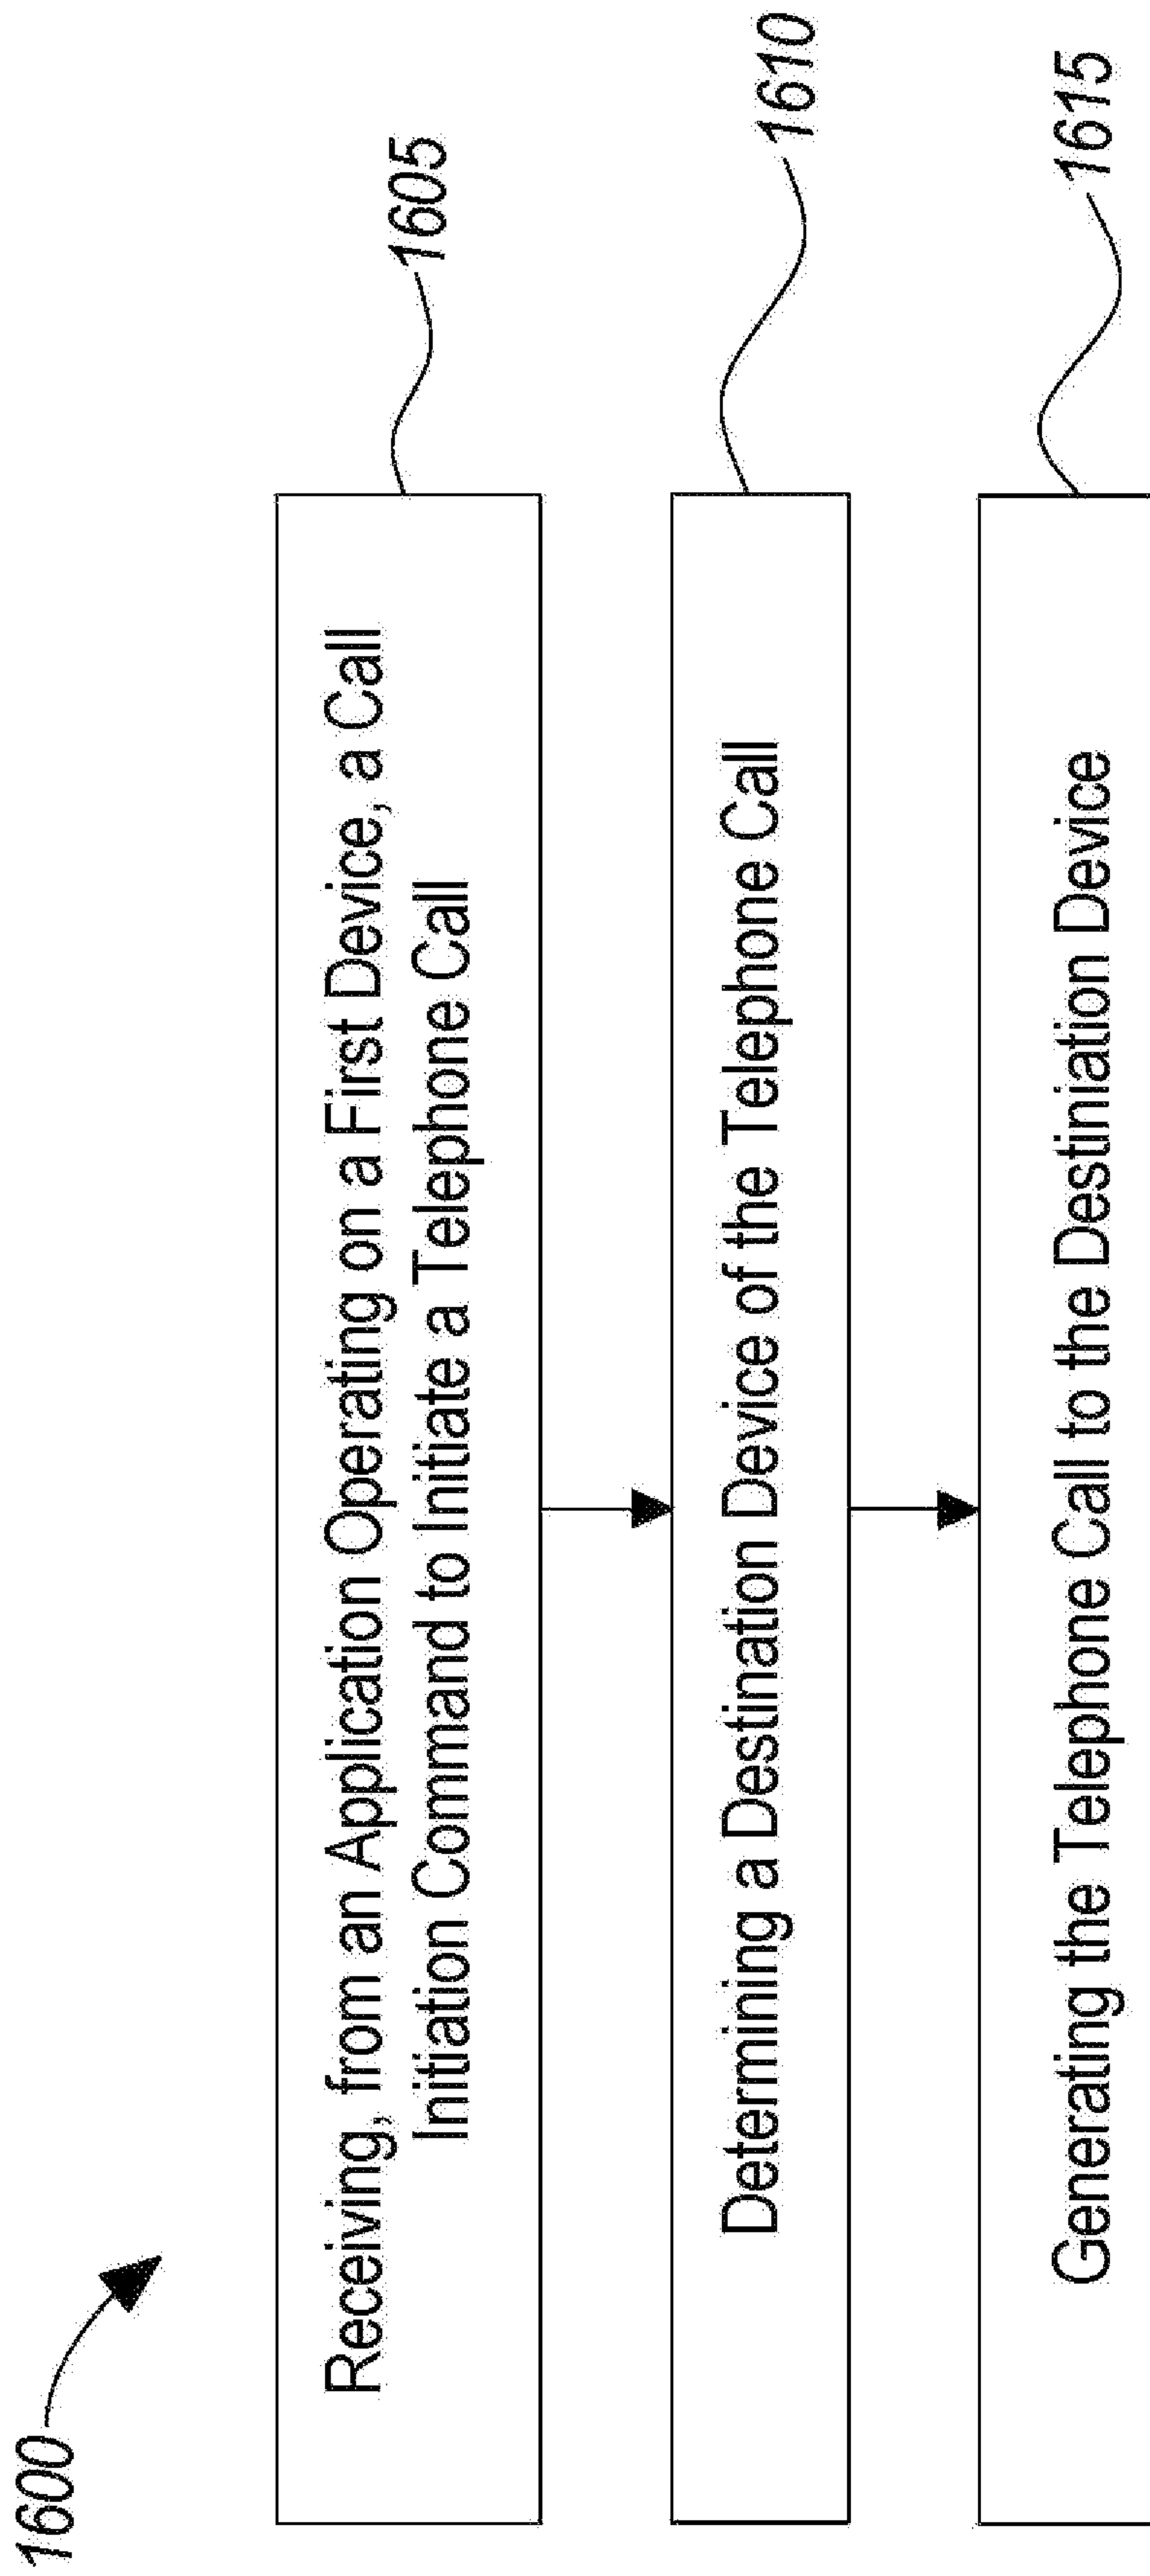 1600
Receiving, from an Application Operating on a First Device, a Call
Initiation Command to Initiate a Telephone Call
1605
Determining a Destination Device of the Telephone Call
1610
Generating the Telephone Call to the Destiniation Device
1615